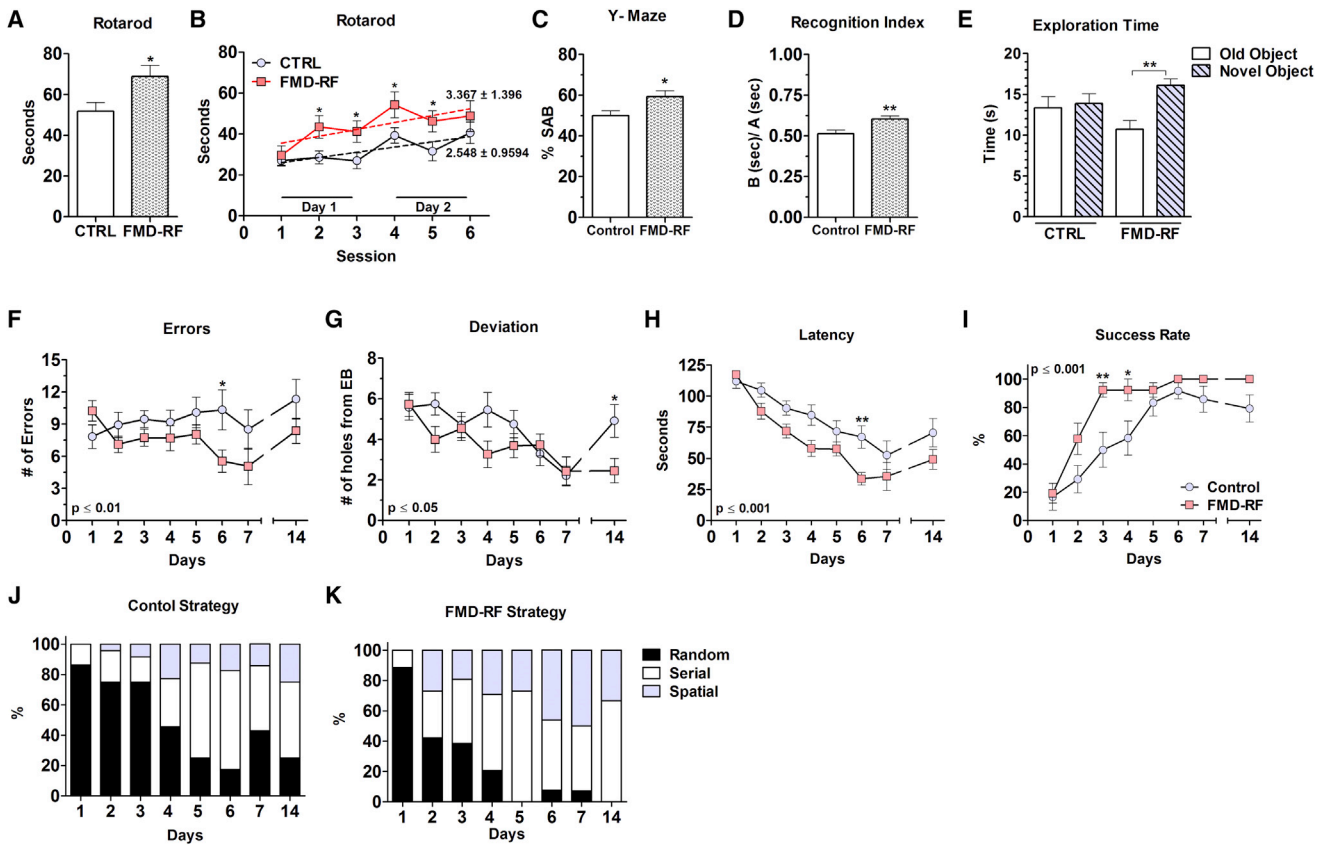 A
Rotarod
Seconds
80
60
40
20
0
*
CTRL FMD-RF
B
Rotarod
Seconds
80
60
40
20
0
CTRL
FMD-RF
* * * *
3.367 ± 1.396
2.548 ± 0.9594
Day 1 Day 2
0 1 2 3 4 5 6
Session
C
Y- Maze
% SAB
80
60
40
20
0
*
Control FMD-RF
D
Recognition Index
B (sec)/ A (sec)
1.00
0.75
0.50
0.25
0.00
**
Control FMD-RF
E
Exploration Time
Time (s)
20
15
10
5
0
**
Old Object
Novel Object
CTRL FMD-RF
F
Errors
# of Errors
15
12
9
6
3
0
*
p ≤ 0.01
0 1 2 3 4 5 6 7 14
Days
G
Deviation
# of holes from EB
8
6
4
2
0
*
p ≤ 0.05
0 1 2 3 4 5 6 7 14
Days
H
Latency
Seconds
125
100
75
50
25
0
**
p ≤ 0.001
0 1 2 3 4 5 6 7 14
Days
I
Success Rate
%
100
80
60
40
20
0
p ≤ 0.001
** *
Control
FMD-RF
0 1 2 3 4 5 6 7 14
Days
J
Contol Strategy
%
100
80
60
40
20
0
1 2 3 4 5 6 7 14
Days
K
FMD-RF Strategy
%
100
80
60
40
20
0
1 2 3 4 5 6 7 14
Days
Random
Serial
Spatial